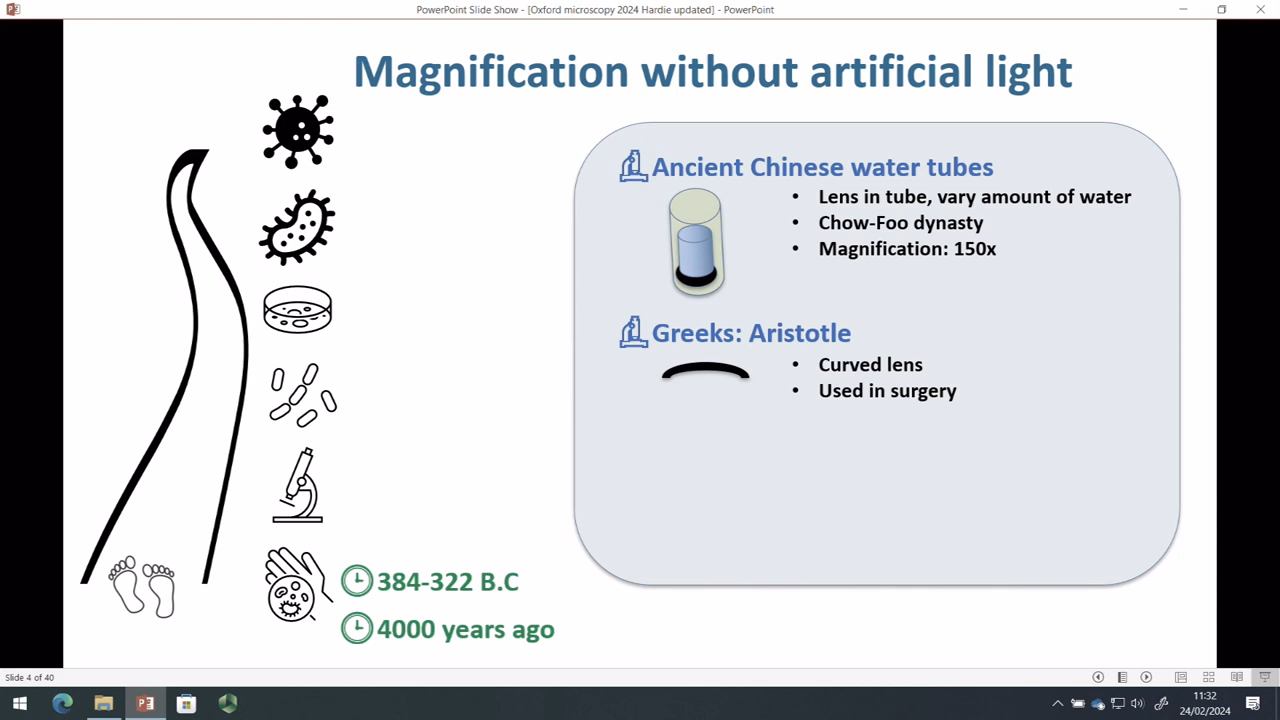 PowerPoint Slide Show - [Oxford microscopy 2024 Hardie updated] - PowerPoint
Magnification without artificial light
Ancient Chinese water tubes
• Lens in tube, vary amount of water
• Chow-Foo dynasty
• Magnification: 150x
Greeks: Aristotle
• Curved lens
• Used in surgery
384-322 B.C
4000 years ago
Slide 4 of 40
11:32
24/02/2024